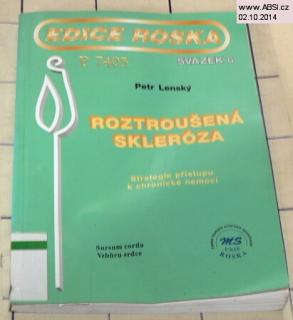 www.ABSI.cz
02.10.2014
EDICE ROSKA
P 7403
SVAZEK 6
Petr Lenský
ROZTROUŠENÁ
SKLERÓZA
Strategie přístupu
k chronické nemoci
Sursum corda
Vzhůru srdce
MS
UNIE
ROSKA